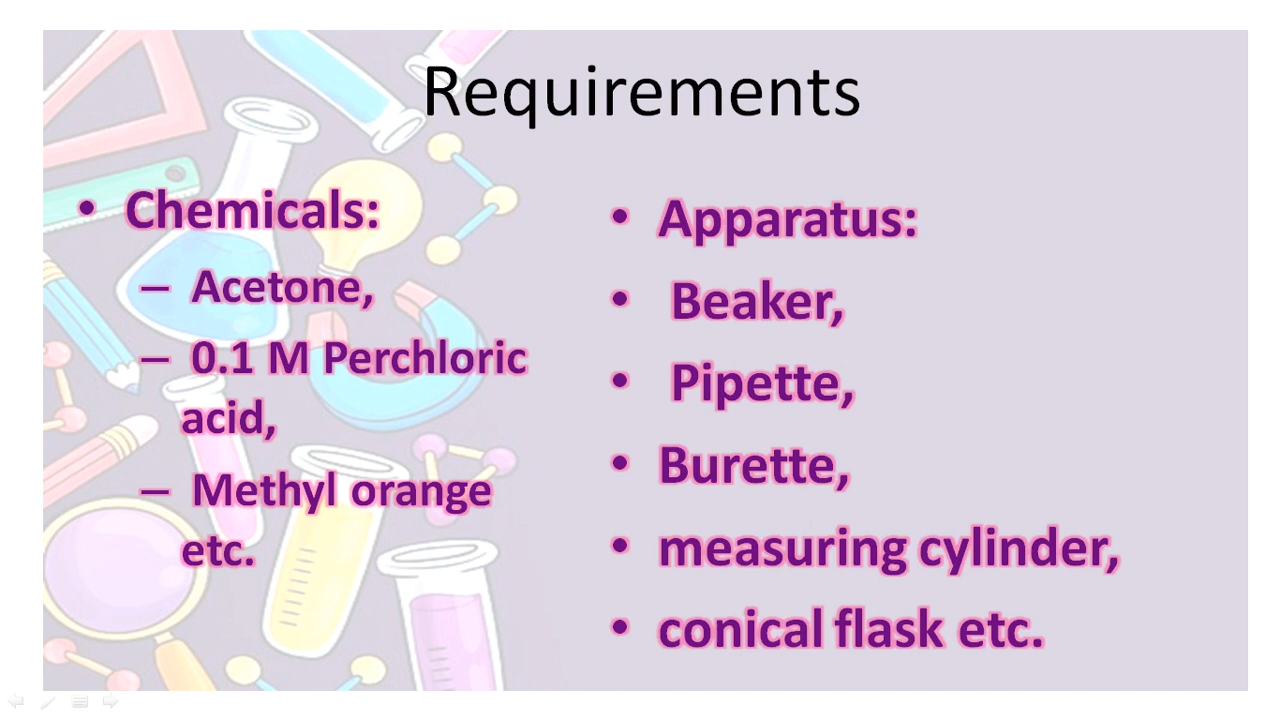 Requirements
• Chemicals:
– Acetone,
– 0.1 M Perchloric
acid,
– Methyl orange
etc.
• Apparatus:
• Beaker,
• Pipette,
• Burette,
• measuring cylinder,
• conical flask etc.